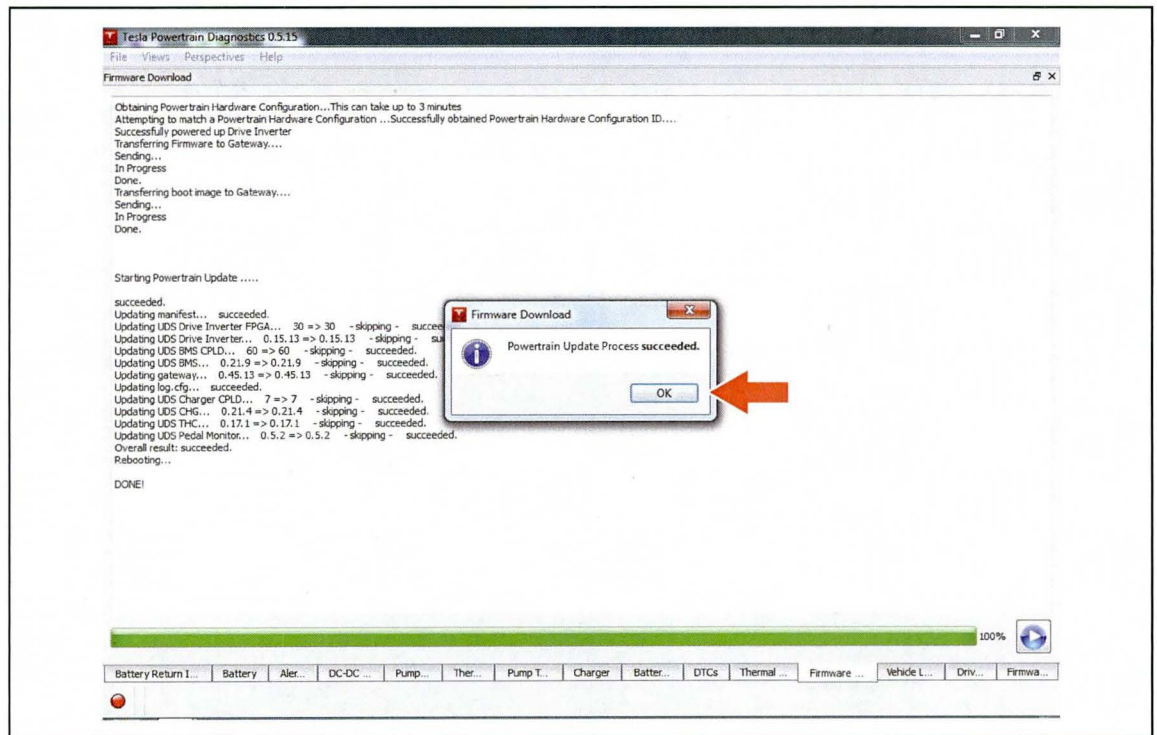 Tesla Powertrain Diagnostics 0.5.15
File Views Perspectives Help
Firmware Download
Obtaining Powertrain Hardware Configuration...This can take up to 3 minutes
Attempting to match a Powertrain Hardware Configuration ...Successfully obtained Powertrain Hardware Configuration ID....
Successfully powered up Drive Inverter
Transferring Firmware to Gateway....
Sending...
In Progress
Done.
Transferring boot image to Gateway....
Sending...
In Progress
Done.
Starting Powertrain Update .....
succeeded.
Updating manifest... succeeded.
Updating UDS Drive Inverter FPGA... 30 => 30 - skipping - succee
Updating UDS Drive Inverter... 0.15.13 => 0.15.13 - skipping - su
Updating UDS BMS CPLD... 60 => 60 - skipping - succeeded.
Updating UDS BMS... 0.21.9 => 0.21.9 - skipping - succeeded.
Updating gateway... 0.45.13 => 0.45.13 - skipping - succeeded.
Updating log.cfg... succeeded.
Updating UDS Charger CPLD... 7 => 7 - skipping - succeeded.
Updating UDS CHG... 0.21.4 => 0.21.4 - skipping - succeeded.
Updating UDS THC... 0.17.1 => 0.17.1 - skipping - succeeded.
Updating UDS Pedal Monitor... 0.5.2 => 0.5.2 - skipping - succeeded.
Overall result: succeeded.
Rebooting...
DONE!
Firmware Download
Powertrain Update Process succeeded.
OK
100%
Battery Return I... Battery Aler... DC-DC ... Pump... Ther... Pump T... Charger Batter... DTCs Thermal ... Firmware ... Vehicle L... Driv... Firmwa...